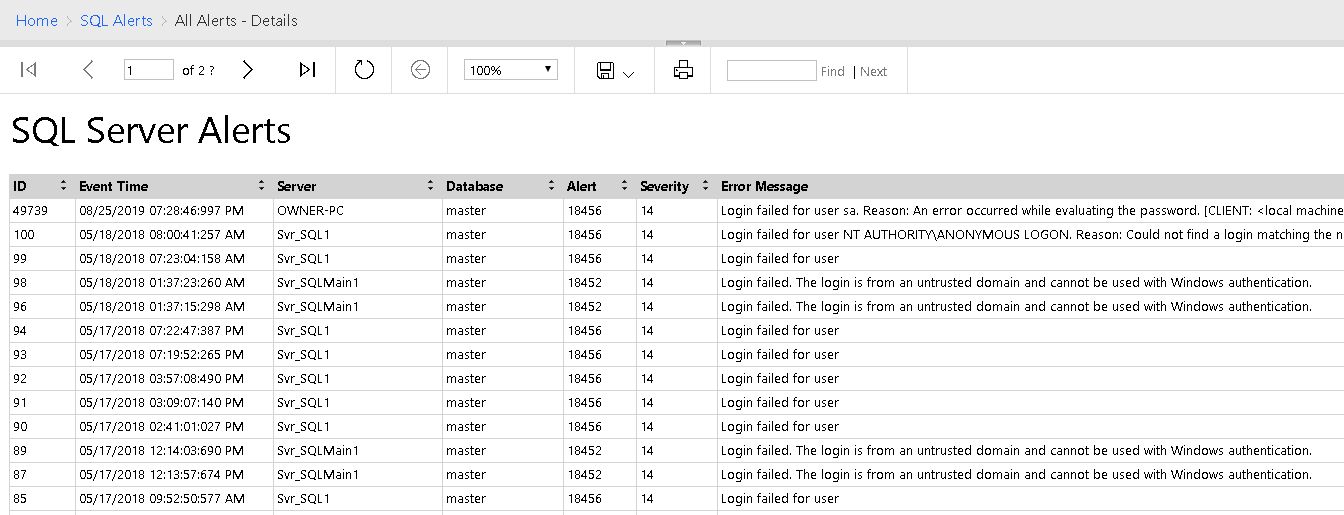 Home > SQL Alerts > All Alerts - Details
1 of 2 ? 100% Find | Next
SQL Server Alerts
ID Event Time Server Database Alert Severity Error Message
49739 08/25/2019 07:28:46:997 PM OWNER-PC master 18456 14 Login failed for user sa. Reason: An error occurred while evaluating the password. [CLIENT: <local machine
100 05/18/2018 08:00:41:257 AM Svr_SQL1 master 18456 14 Login failed for user NT AUTHORITY\ANONYMOUS LOGON. Reason: Could not find a login matching the n
99 05/18/2018 07:23:04:158 AM Svr_SQL1 master 18456 14 Login failed for user
98 05/18/2018 01:37:23:260 AM Svr_SQLMain1 master 18452 14 Login failed. The login is from an untrusted domain and cannot be used with Windows authentication.
96 05/18/2018 01:37:15:298 AM Svr_SQLMain1 master 18452 14 Login failed. The login is from an untrusted domain and cannot be used with Windows authentication.
94 05/17/2018 07:22:47:387 PM Svr_SQL1 master 18456 14 Login failed for user
93 05/17/2018 07:19:52:265 PM Svr_SQL1 master 18456 14 Login failed for user
92 05/17/2018 03:57:08:490 PM Svr_SQL1 master 18456 14 Login failed for user
91 05/17/2018 03:09:07:140 PM Svr_SQL1 master 18456 14 Login failed for user
90 05/17/2018 02:41:01:027 PM Svr_SQL1 master 18456 14 Login failed for user
89 05/17/2018 12:14:03:690 PM Svr_SQLMain1 master 18452 14 Login failed. The login is from an untrusted domain and cannot be used with Windows authentication.
87 05/17/2018 12:13:57:674 PM Svr_SQLMain1 master 18452 14 Login failed. The login is from an untrusted domain and cannot be used with Windows authentication.
85 05/17/2018 09:52:50:577 AM Svr_SQL1 master 18456 14 Login failed for user